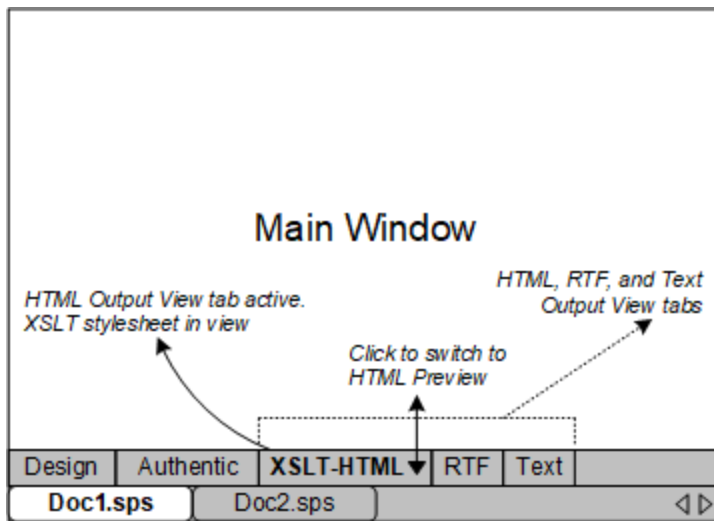 Main Window
HTML, RTF, and Text
Output View tabs
HTML Output View tab active.
XSLT stylesheet in view
Click to switch to
HTML Preview
Design Authentic XSLT-HTML RTF Text
Doc1.sps Doc2.sps